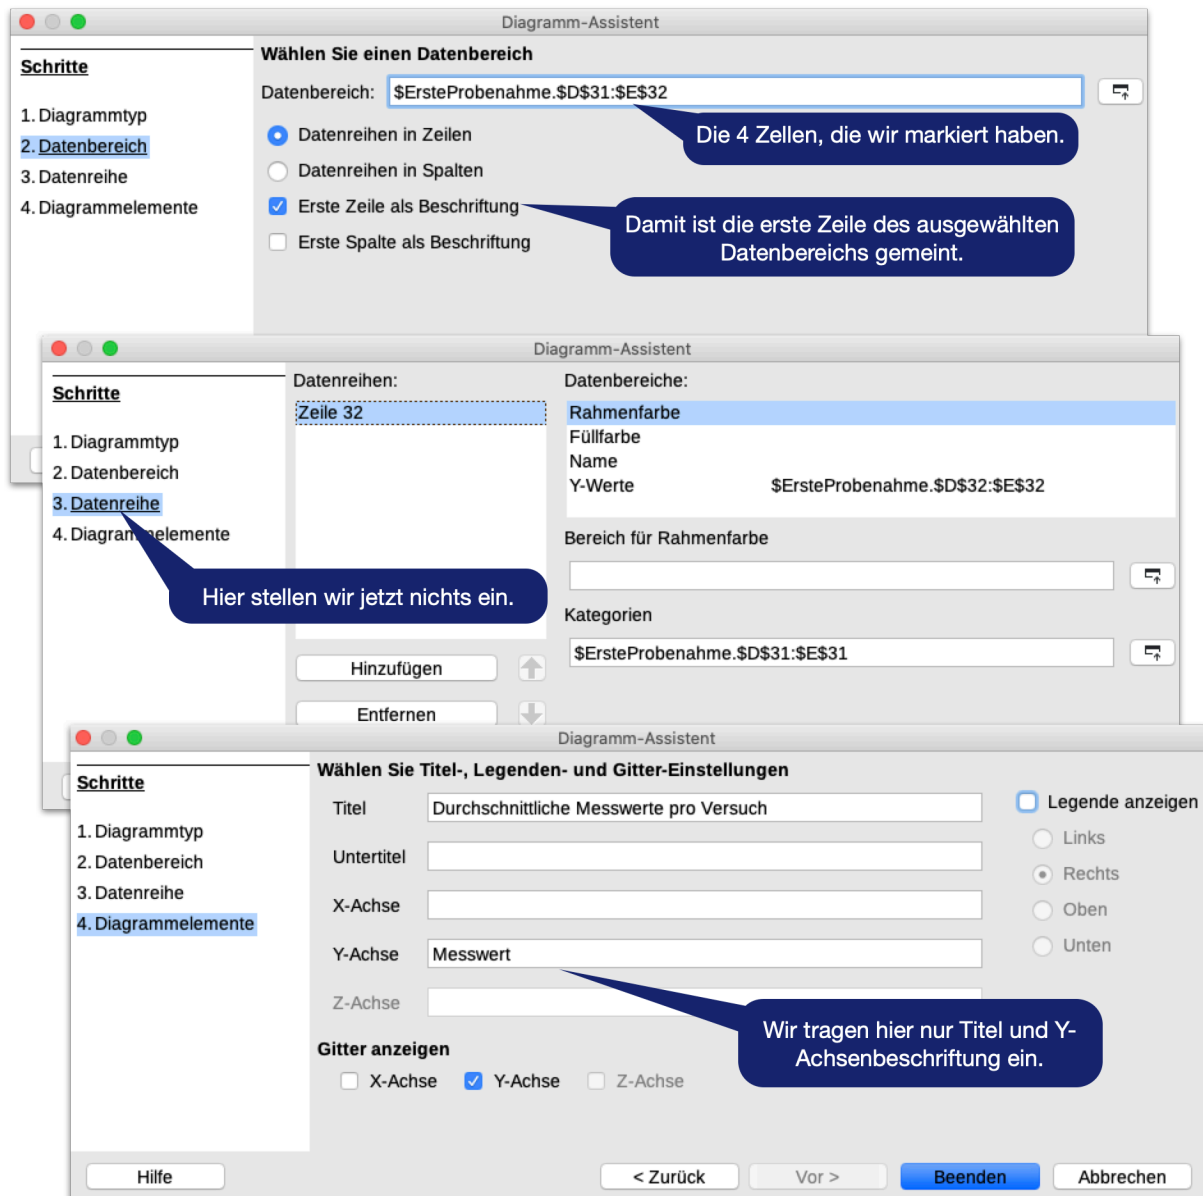 Diagramm-Assistent
Schritte
1. Diagrammtyp
2. Datenbereich
3. Datenreihe
4. Diagrammelemente
Wählen Sie einen Datenbereich
Datenbereich: $ErsteProbenahme.$D$31:$E$32
Datenreihen in Zeilen
Datenreihen in Spalten
Erste Zeile als Beschriftung
Erste Spalte als Beschriftung
Die 4 Zellen, die wir markiert haben.
Damit ist die erste Zeile des ausgewählten
Datenbereichs gemeint.
Diagramm-Assistent
Schritte
1. Diagrammtyp
2. Datenbereich
3. Datenreihe
4. Diagrammelemente
Hier stellen wir jetzt nichts ein.
Datenreihen:
Zeile 32
Hinzufügen
Entfernen
Datenbereiche:
Rahmenfarbe
Füllfarbe
Name
Y-Werte $ErsteProbenahme.$D$32:$E$32
Bereich für Rahmenfarbe
Kategorien
$ErsteProbenahme.$D$31:$E$31
Diagramm-Assistent
Schritte
1. Diagrammtyp
2. Datenbereich
3. Datenreihe
4. Diagrammelemente
Wählen Sie Titel-, Legenden- und Gitter-Einstellungen
Titel Durchschnittliche Messwerte pro Versuch
Untertitel
X-Achse
Y-Achse Messwert
Z-Achse
Legende anzeigen
Links
Rechts
Oben
Unten
Wir tragen hier nur Titel und Y-
Achsenbeschriftung ein.
Gitter anzeigen
X-Achse Y-Achse Z-Achse
Hilfe < Zurück Vor > Beenden Abbrechen